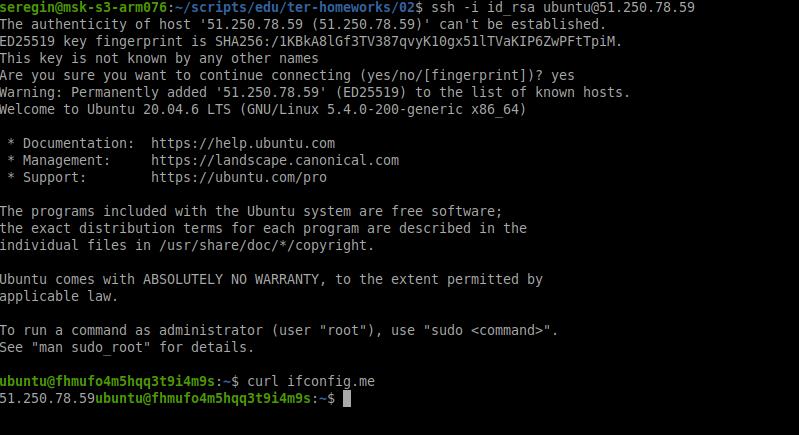 seregin@msk-s3-arm076:~/scripts/edu/ter-homeworks/02$ ssh -i id_rsa ubuntu@51.250.78.59
The authenticity of host '51.250.78.59 (51.250.78.59)' can't be established.
ED25519 key fingerprint is SHA256:/1KBkA8lGf3TV387qvyK10gx51lTVaKIP6ZwPFtTpiM.
This key is not known by any other names
Are you sure you want to continue connecting (yes/no/[fingerprint])? yes
Warning: Permanently added '51.250.78.59' (ED25519) to the list of known hosts.
Welcome to Ubuntu 20.04.6 LTS (GNU/Linux 5.4.0-200-generic x86_64)

 * Documentation:  https://help.ubuntu.com
 * Management:     https://landscape.canonical.com
 * Support:        https://ubuntu.com/pro

The programs included with the Ubuntu system are free software;
the exact distribution terms for each program are described in the
individual files in /usr/share/doc/*/copyright.

Ubuntu comes with ABSOLUTELY NO WARRANTY, to the extent permitted by
applicable law.

To run a command as administrator (user "root"), use "sudo <command>".
See "man sudo_root" for details.

ubuntu@fhmufo4m5hqq3t9i4m9s:~$ curl ifconfig.me
51.250.78.59ubuntu@fhmufo4m5hqq3t9i4m9s:~$